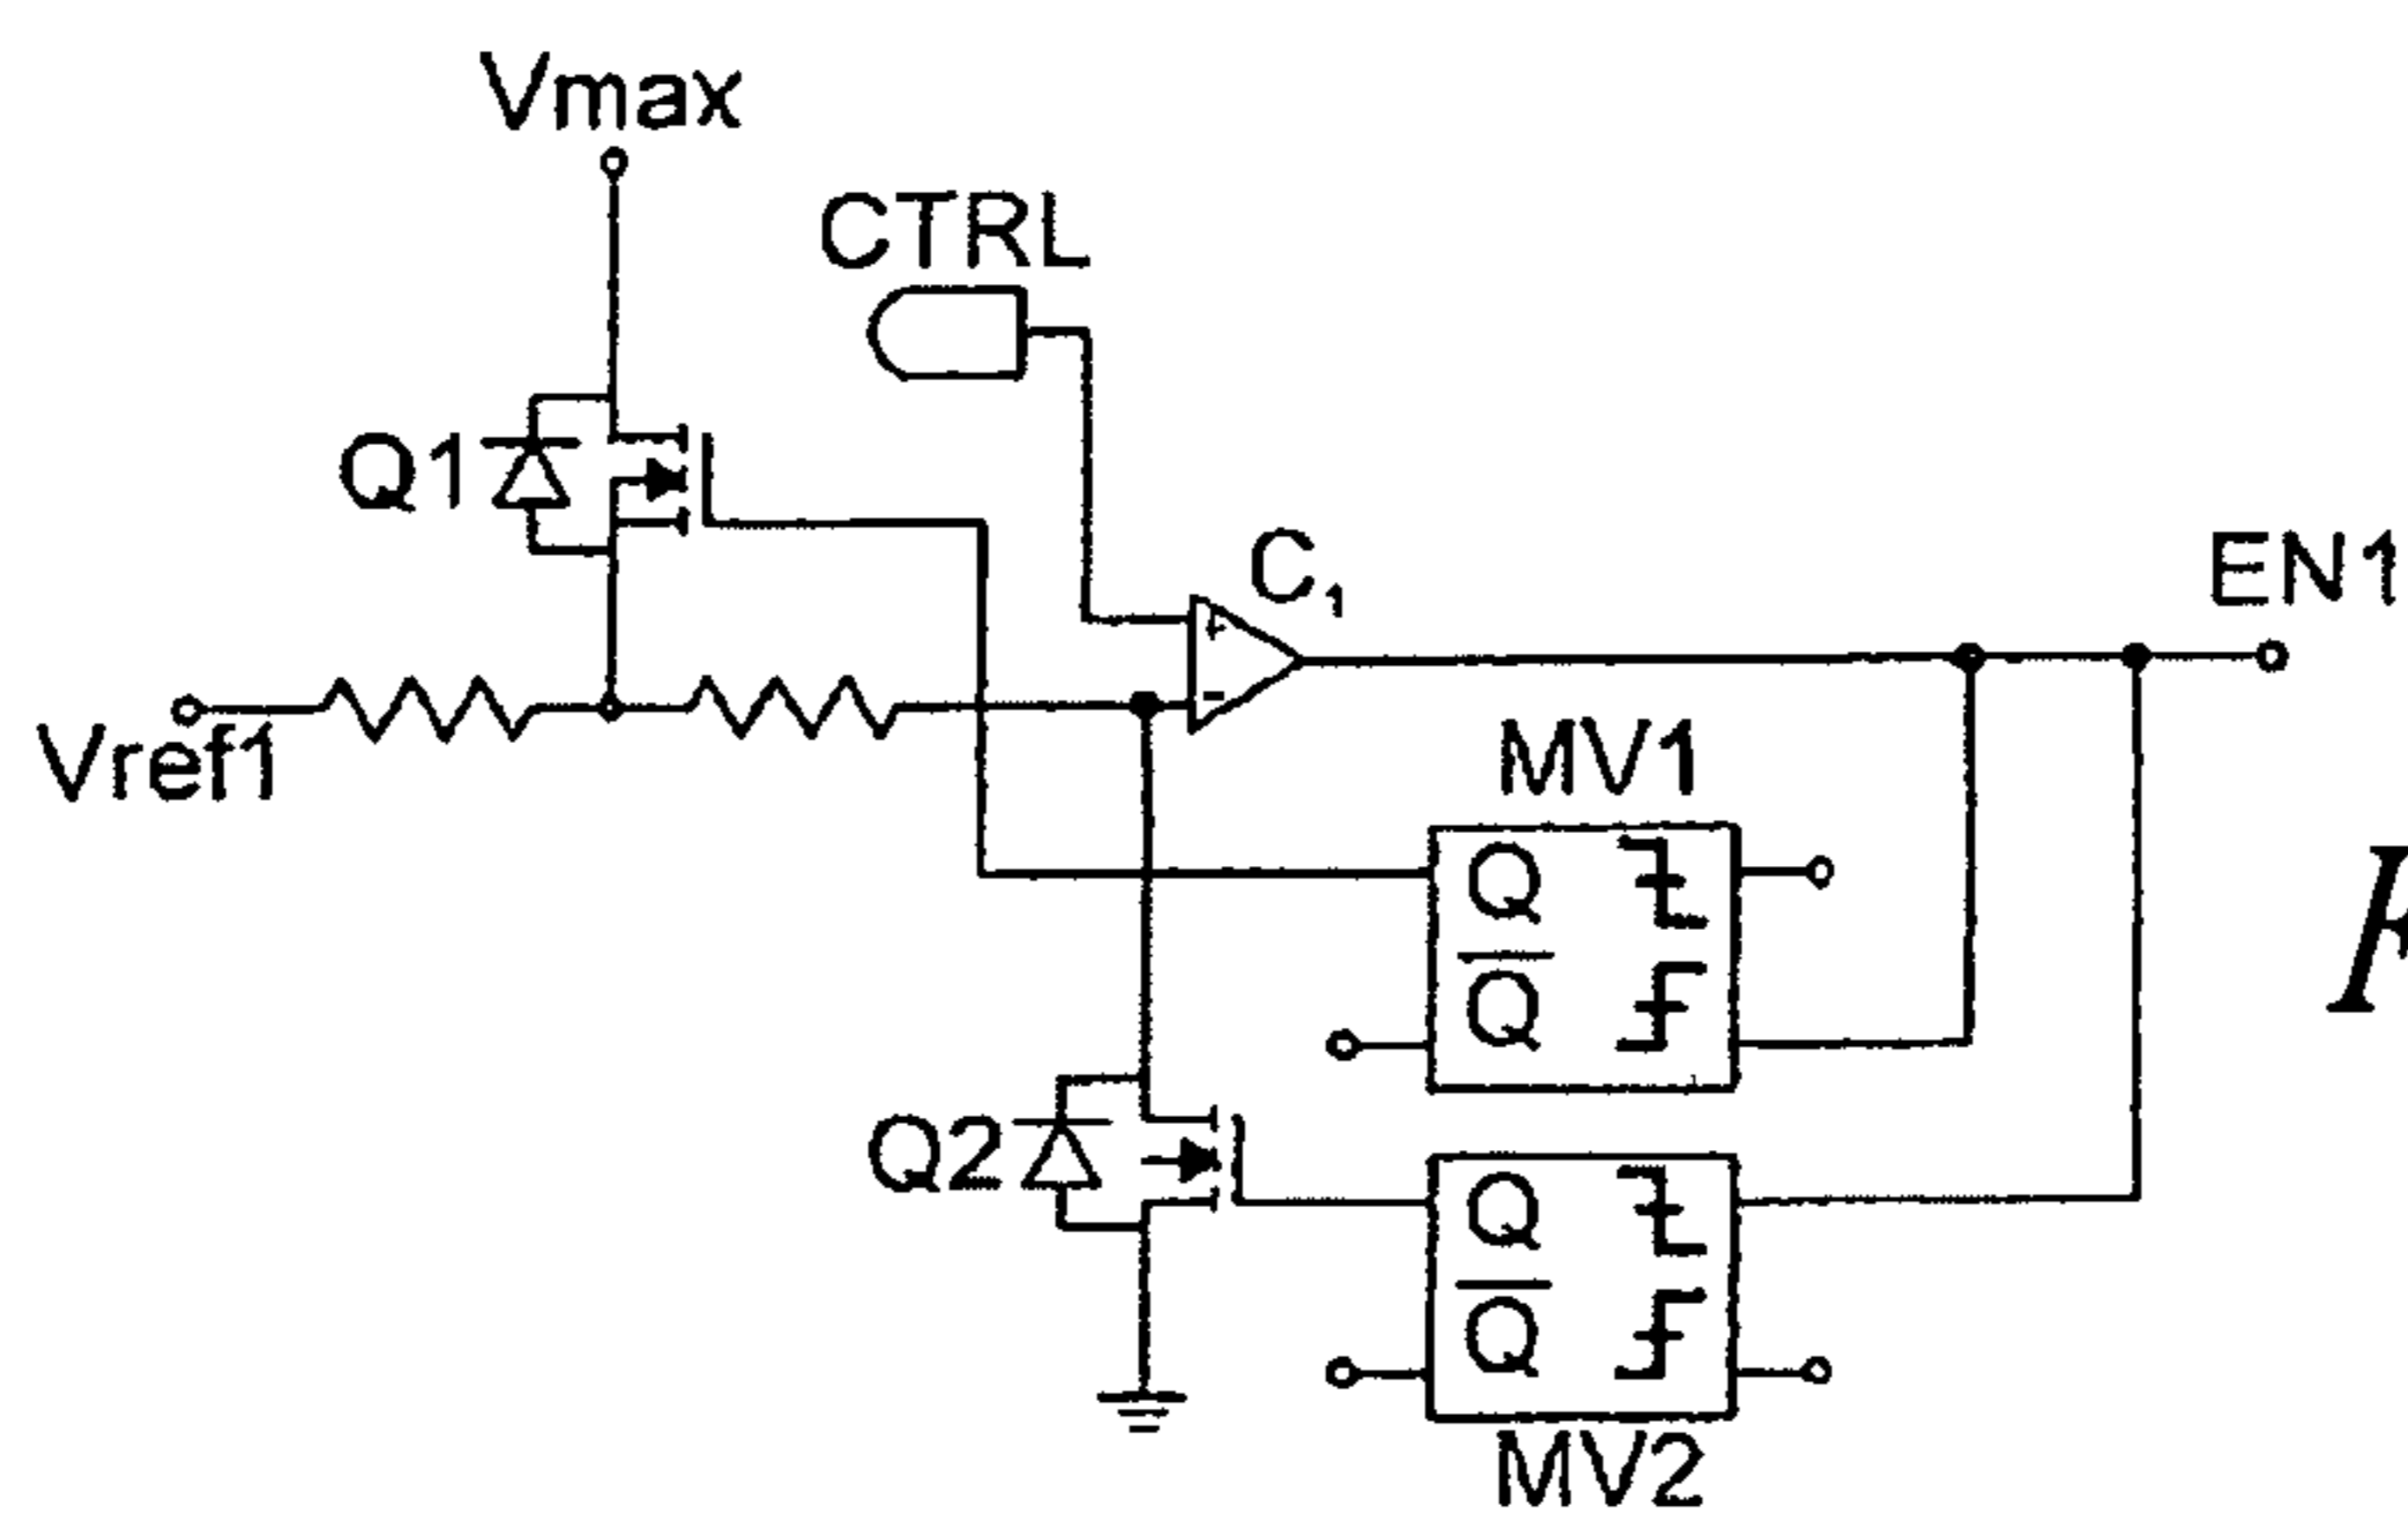 Vmax
CTRL
Q1
C1
EN1
+
-
Vref1
MV1
Q
Q̅
Q2
Q
Q̅
MV2